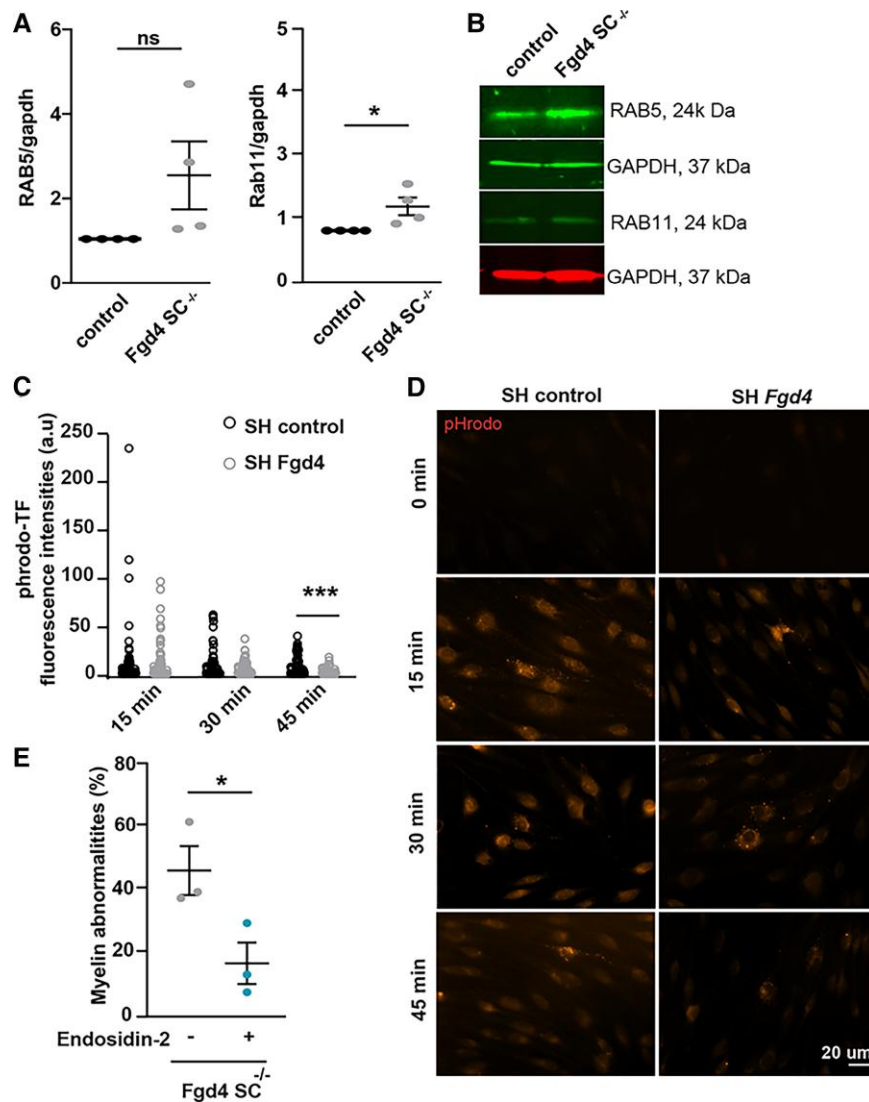 A
RAB5/gapdh
6
4
2
0
ns
control
Fgd4 SC -/-
Rab11/gapdh
5
3
1
0
*
control
Fgd4 SC -/-
B
control
Fgd4 SC -/-
RAB5, 24k Da
GAPDH, 37 kDa
RAB11, 24 kDa
GAPDH, 37 kDa
C
phrodo-TF
fluorescence intensities (a.u)
250
200
150
100
50
0
SH control
SH Fgd4
***
15 min
30 min
45 min
D
SH control
SH Fgd4
pHrodo
0 min
15 min
30 min
45 min
20 um
E
Myelin abnormalitites (%)
80
60
40
20
0
*
Endosidin-2 - +
Fgd4 SC -/-